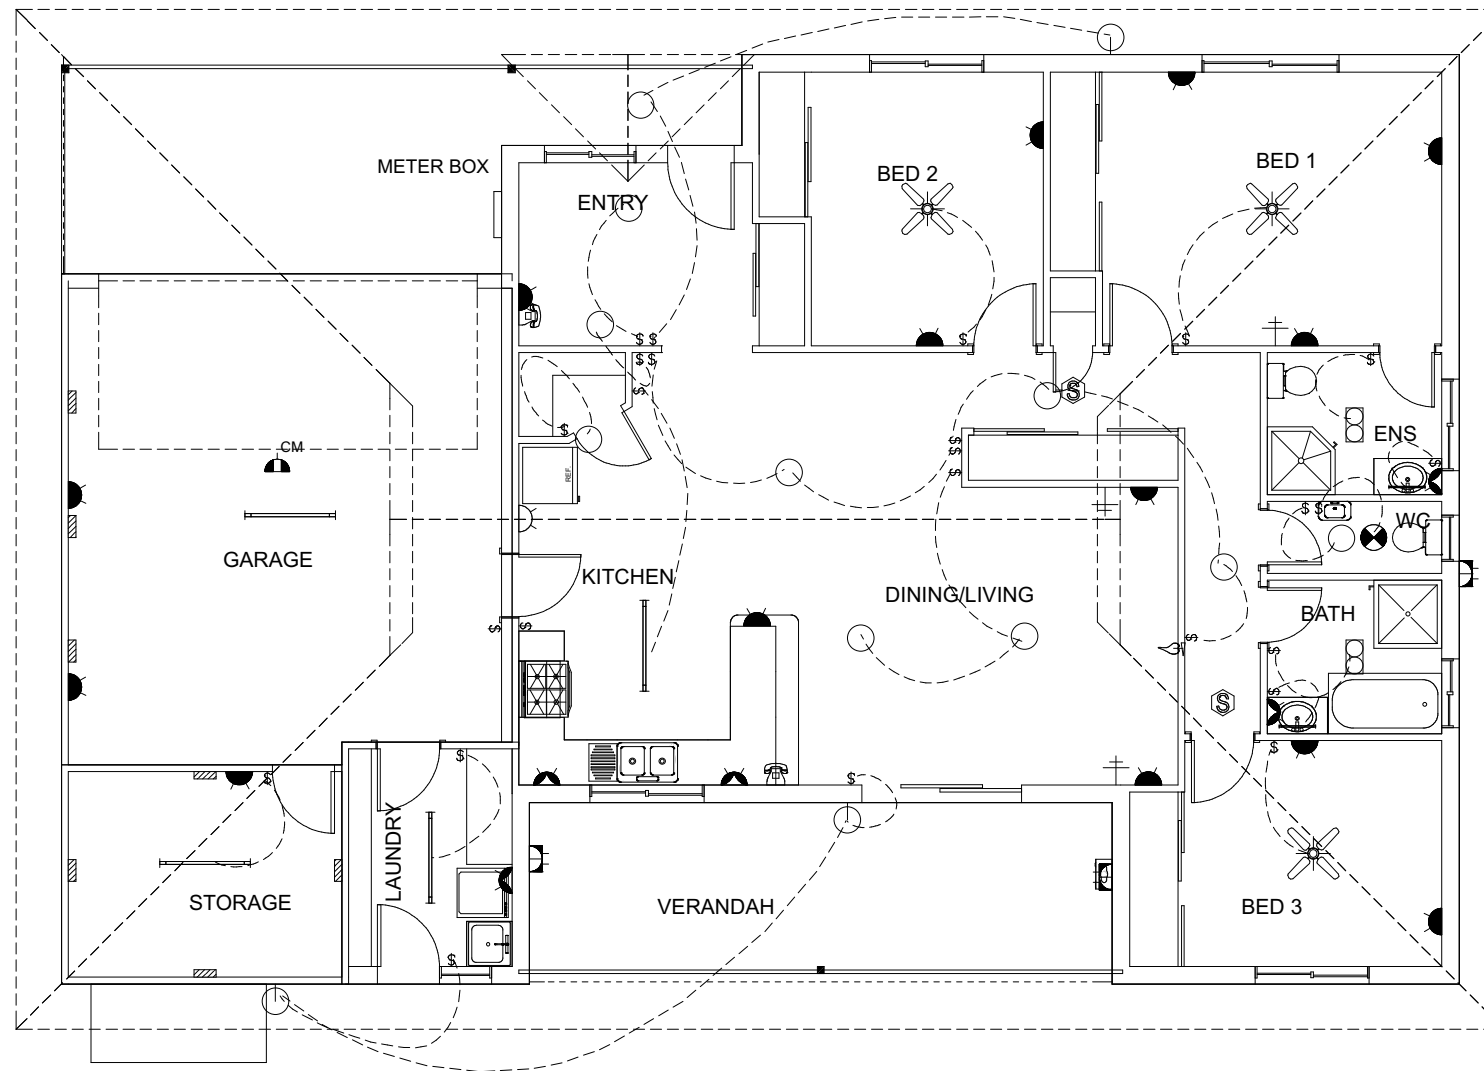 METER BOX
BED 2
BED 1
ENTRY
$ $
$ $
$
$
$
$
CM
REF.
S
ENS
$
$
$
$
$
$ $
WC
GARAGE
KITCHEN
DINING/LIVING
BATH
$
$
$
$
$
S
$
$
$
$
LAUNDRY
STORAGE
VERANDAH
BED 3
$